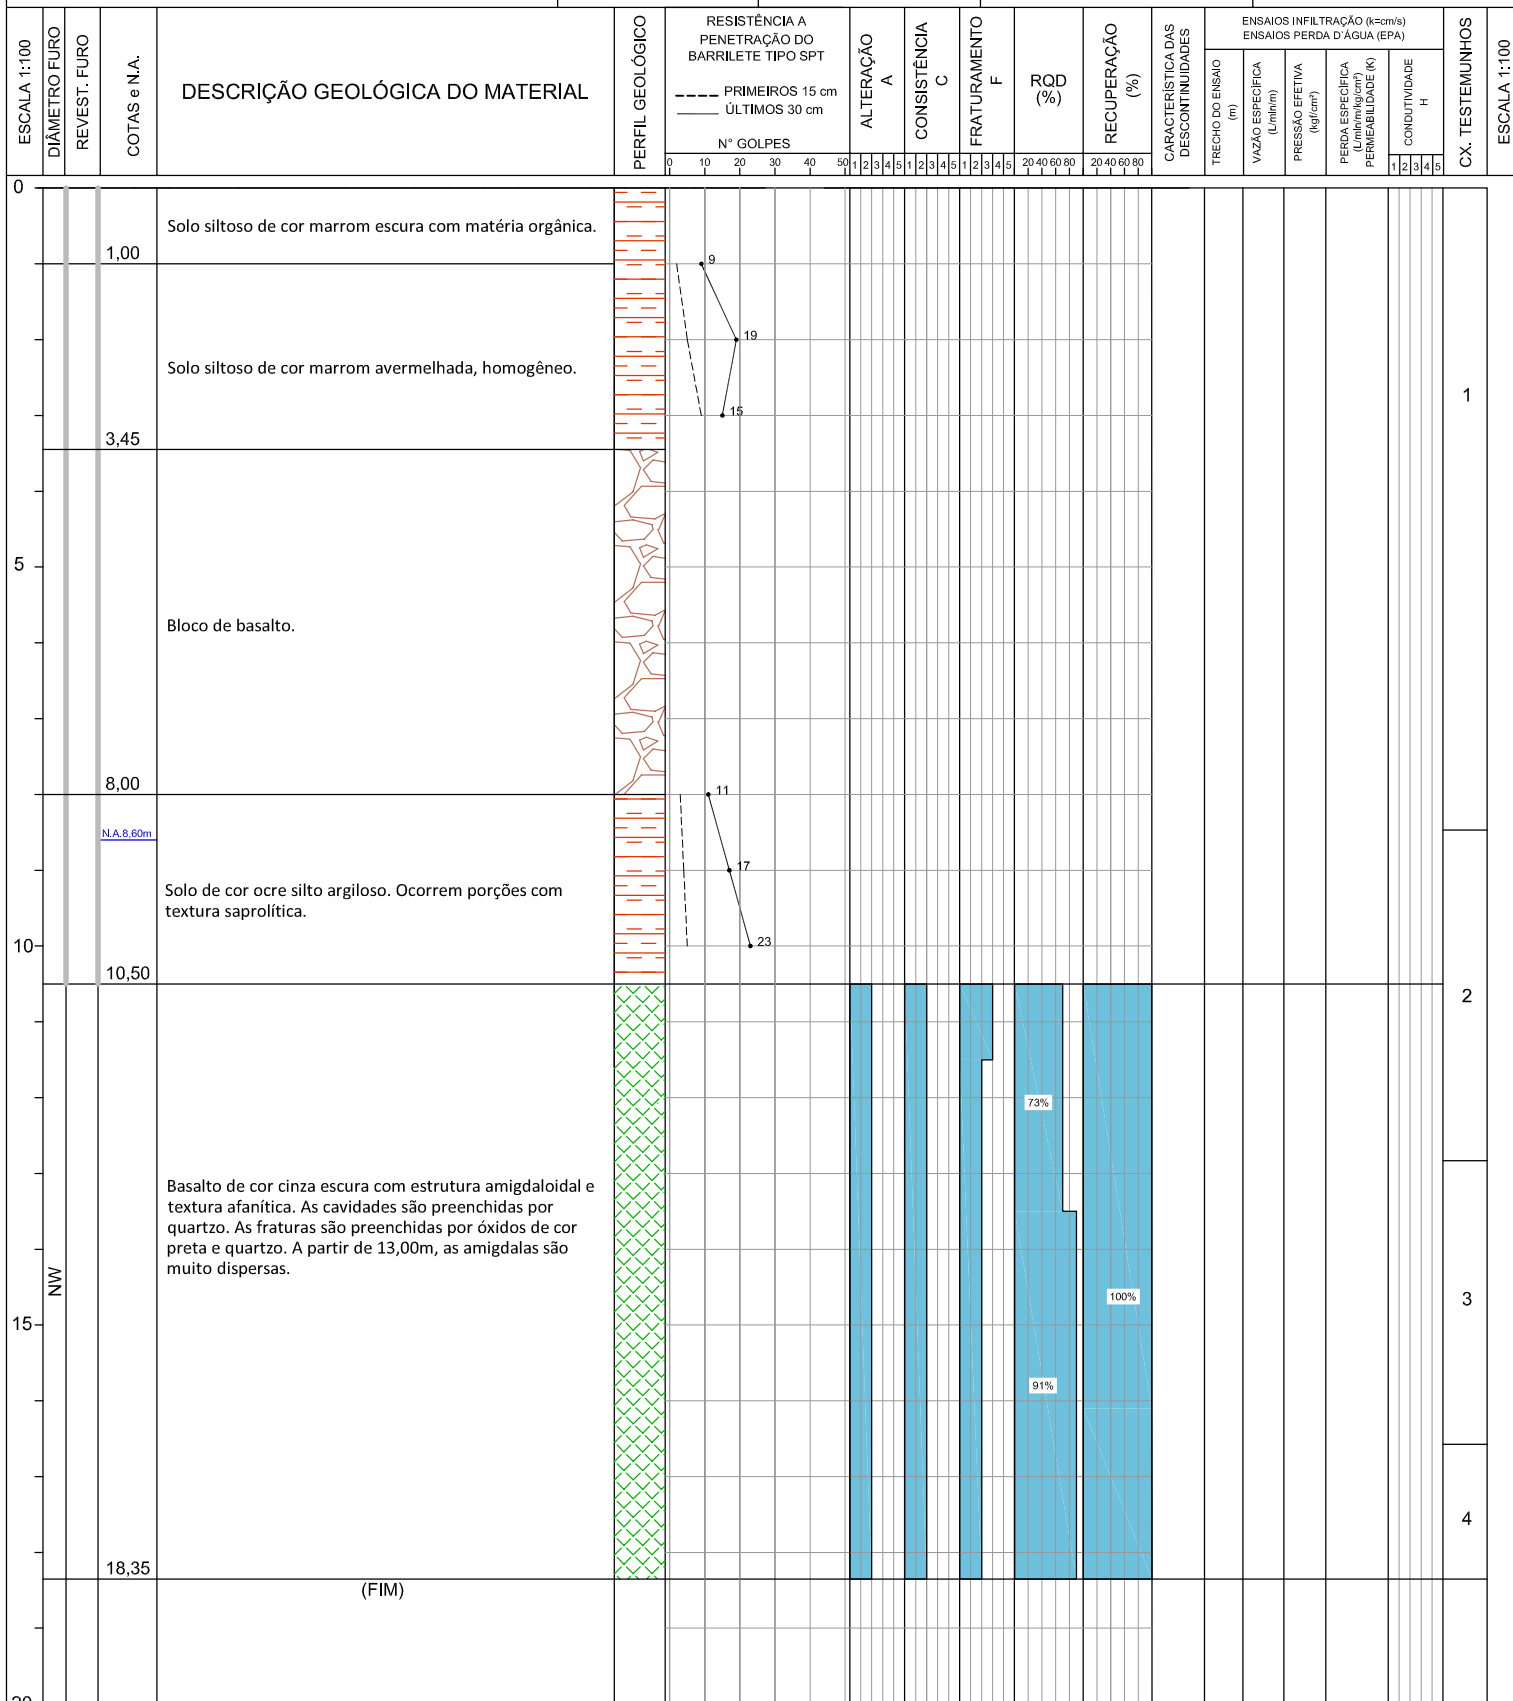 ESCALA 1:100
DIÂMETRO FURO
REVEST. FURO
COTAS e N.A.
DESCRIÇÃO GEOLÓGICA DO MATERIAL
PERFIL GEOLÓGICO
RESISTÊNCIA A
PENETRAÇÃO DO
BARRILETE TIPO SPT
PRIMEIROS 15 cm
ÚLTIMOS 30 cm
N° GOLPES
0 10 20 30 40 50
ALTERAÇÃO
A
1 2 3 4 5
CONSISTÊNCIA
C
1 2 3 4 5
FRATURAMENTO
F
1 2 3 4 5
RQD
(%)
20 40 60 80
RECUPERAÇÃO
(%)
20 40 60 80
CARACTERÍSTICA DAS
DESCONTINUIDADES
ENSAIOS INFILTRAÇÃO (k=cm/s)
ENSAIOS PERDA D`ÁGUA (EPA)
TRECHO DO ENSAIO
(m)
VAZÃO ESPECÍFICA
(L/min/m)
PRESSÃO EFETIVA
(kgf/cm²)
PERDA ESPECÍFICA
(L/min/m/kg/cm²)
PERMEABILIDADE (K)
CONDUTIVIDADE
H
1 2 3 4 5
CX. TESTEMUNHOS
ESCALA 1:100
0
Solo siltoso de cor marrom escura com matéria orgânica.
1,00
9
19
Solo siltoso de cor marrom avermelhada, homogêneo.
1
15
3,45
5
Bloco de basalto.
8,00
11
N.A.8,60m
17
Solo de cor ocre silto argiloso. Ocorrem porções com
textura saprolítica.
10
23
10,50
2
73%
Basalto de cor cinza escura com estrutura amigdaloidal e
textura afanítica. As cavidades são preenchidas por
quartzo. As fraturas são preenchidas por óxidos de cor
preta e quartzo. A partir de 13,00m, as amigdalas são
muito dispersas.
NW
100%
3
15
91%
4
18,35
(FIM)
20